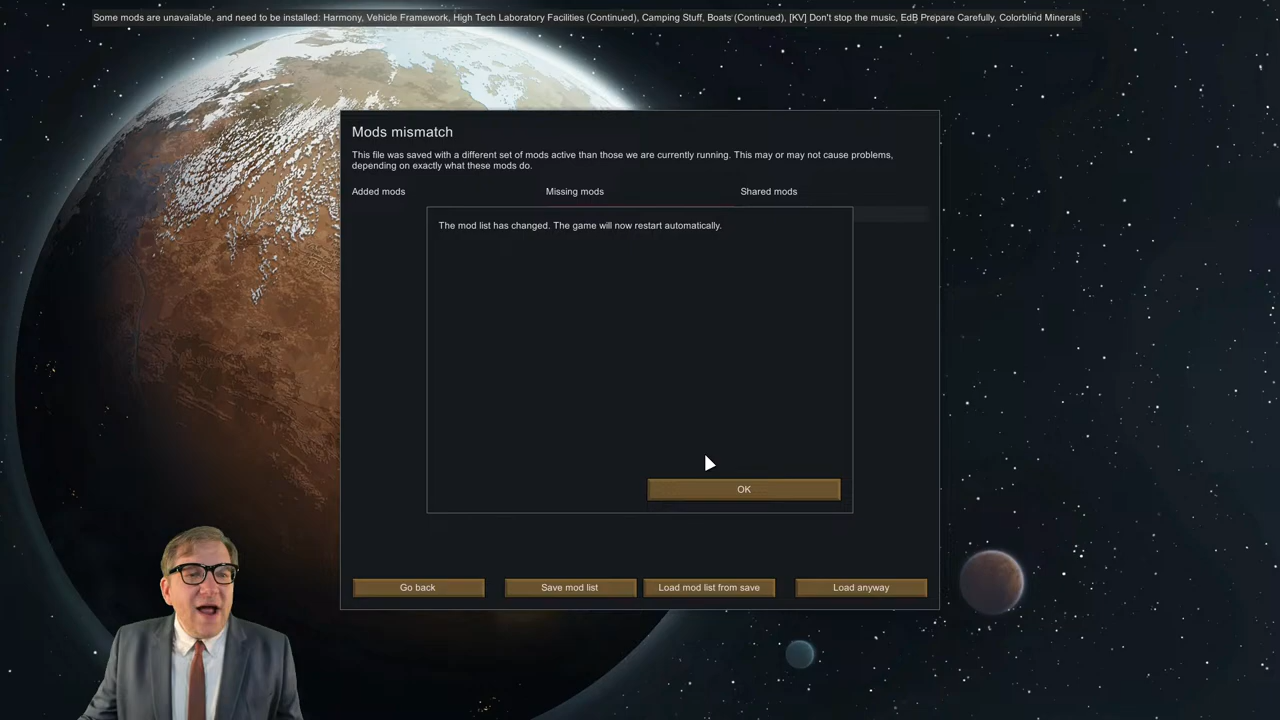 Some mods are unavailable, and need to be installed: Harmony, Vehicle Framework, High Tech Laboratory Facilities (Continued), Camping Stuff, Boats (Continued), [KV] Don't stop the music, EdB Prepare Carefully, Colorblind Minerals
Mods mismatch
This file was saved with a different set of mods active than those we are currently running. This may or may not cause problems,
depending on exactly what these mods do.
Added mods
Missing mods
Shared mods
The mod list has changed. The game will now restart automatically.
OK
Go back
Save mod list
Load mod list from save
Load anyway